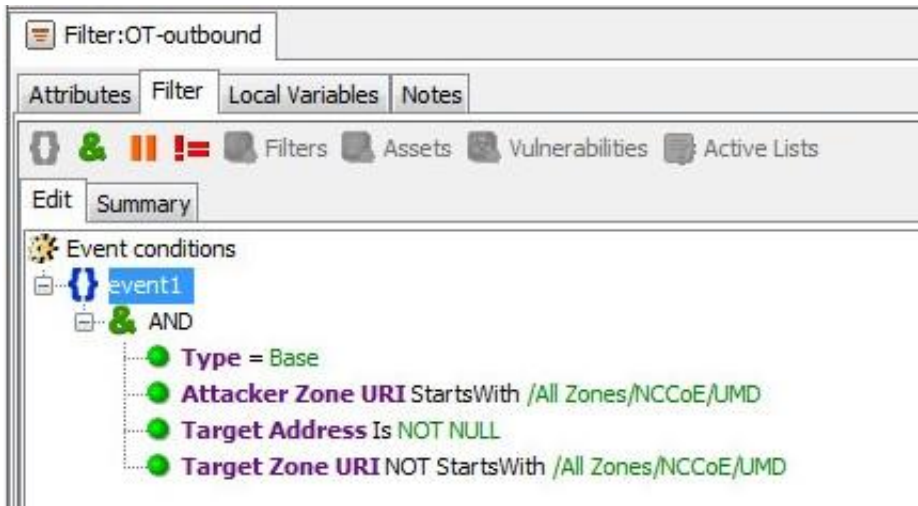 Filter:OT-outbound
Attributes Filter Local Variables Notes
{} & || != Filters Assets Vulnerabilities Active Lists
Edit Summary
Event conditions
{} event1
& AND
Type = Base
Attacker Zone URI StartsWith /All Zones/NCCoE/UMD
Target Address Is NOT NULL
Target Zone URI NOT StartsWith /All Zones/NCCoE/UMD